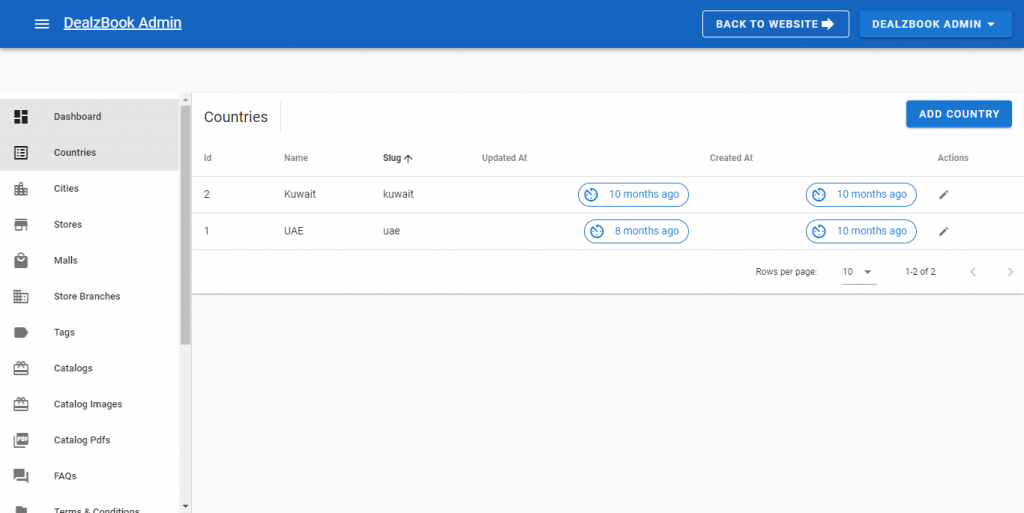 DealzBook Admin
BACK TO WEBSITE
DEALZBOOK ADMIN
Dashboard
Countries
Cities
Stores
Malls
Store Branches
Tags
Catalogs
Catalog Images
PDF
Catalog Pdfs
FAQs
Terms & Conditions
Countries
ADD COUNTRY
Id Name Slug Updated At Created At Actions
2 Kuwait kuwait 10 months ago 10 months ago
1 UAE uae 8 months ago 10 months ago
Rows per page: 10 1-2 of 2